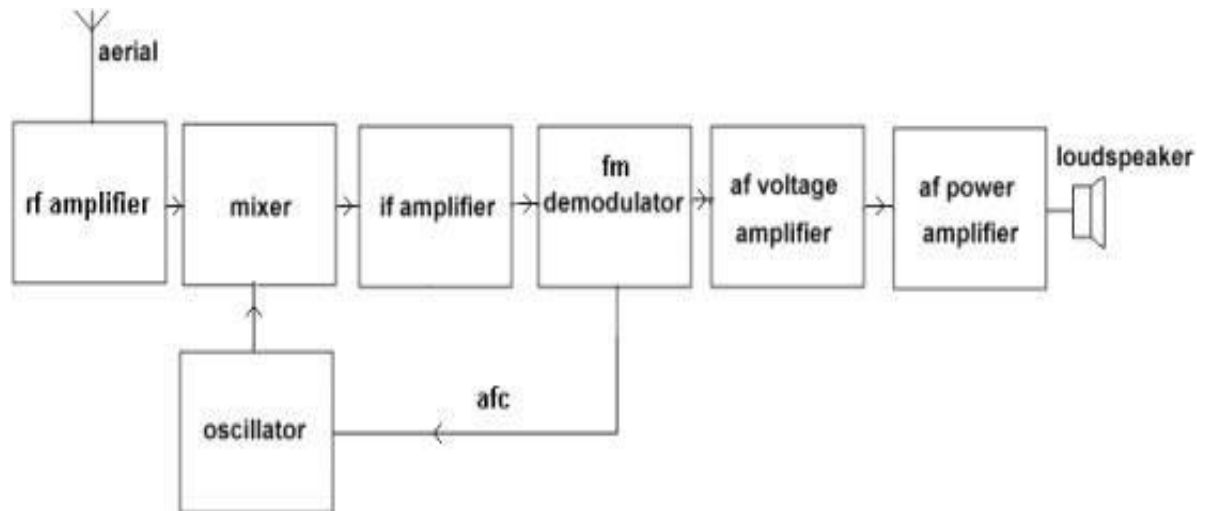 aerial
rf amplifier
mixer
if amplifier
fm
demodulator
af voltage
amplifier
af power
amplifier
loudspeaker
oscillator
afc